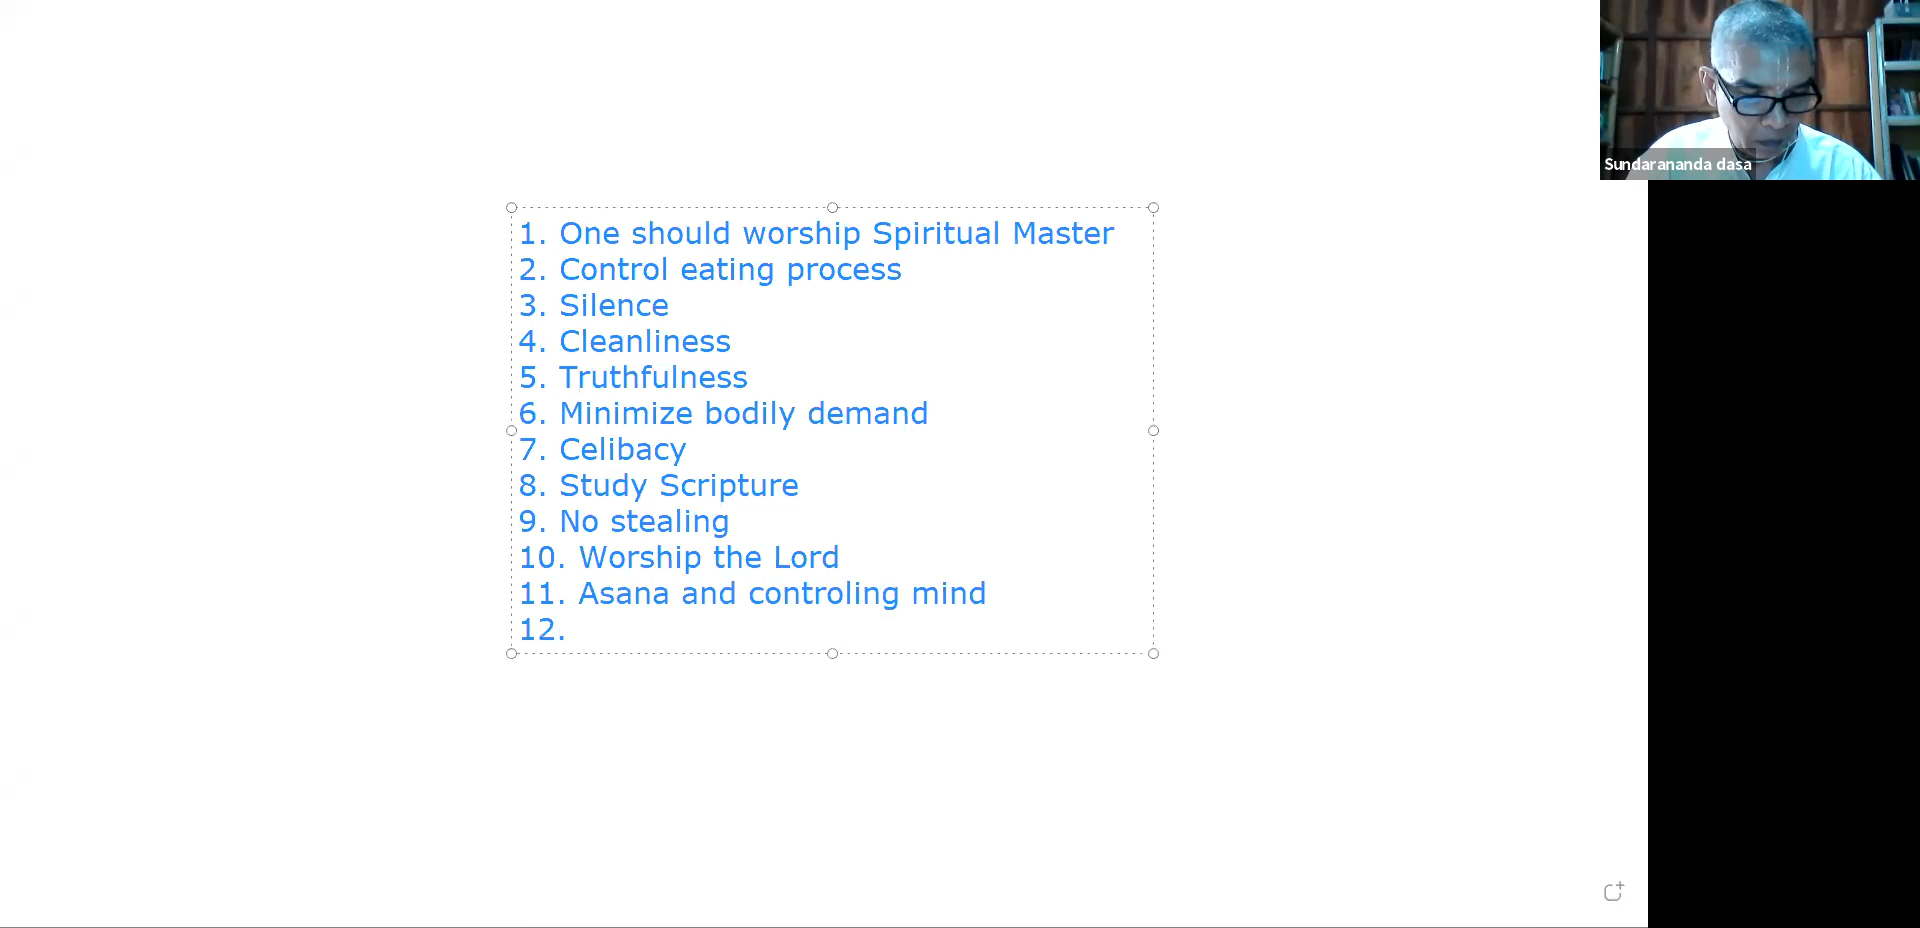 Sundarananda dasa
1. One should worship Spiritual Master
2. Control eating process
3. Silence
4. Cleanliness
5. Truthfulness
6. Minimize bodily demand
7. Celibacy
8. Study Scripture
9. No stealing
10. Worship the Lord
11. Asana and controling mind
12.